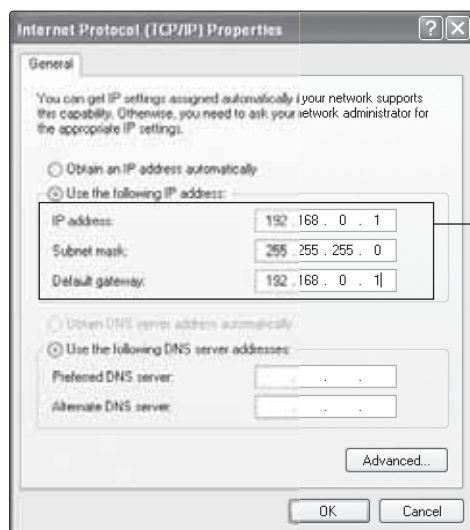 Internet Protocol (TCP/IP) Properties
General
You can get IP settings assigned automatically i your network supports
this capability. Otherwise, you need to ask your network administrator for
the appropriate IP settings.
Obtain an IP address automatically
Use the following IP address:
IP address: 192 . 168 . 0 . 1
Subnet mask: 255 . 255 . 255 . 0
Default gateway: 192 . 168 . 0 . 1
Obtain DNS server address automatically
Use the following DNS server addresses:
Preferred DNS server:
Alternate DNS server:
Advanced...
OK Cancel